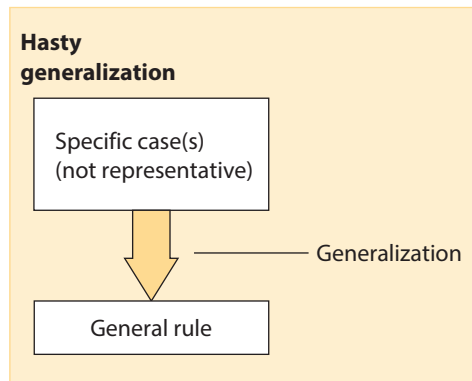 Hasty
generalization
Specific case(s)
(not representative)
Generalization
General rule